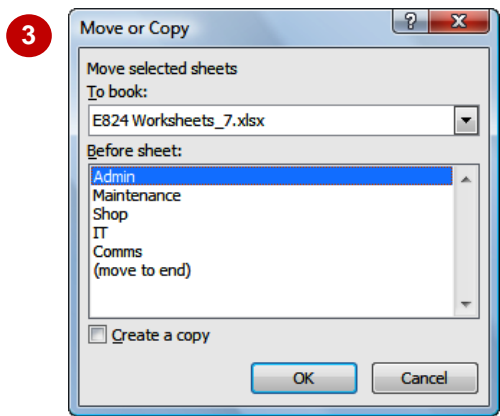 3
Move or Copy
Move selected sheets
To book:
E824 Worksheets_7.xlsx
Before sheet:
Admin
Maintenance
Shop
IT
Comms
(move to end)
Create a copy
OK Cancel